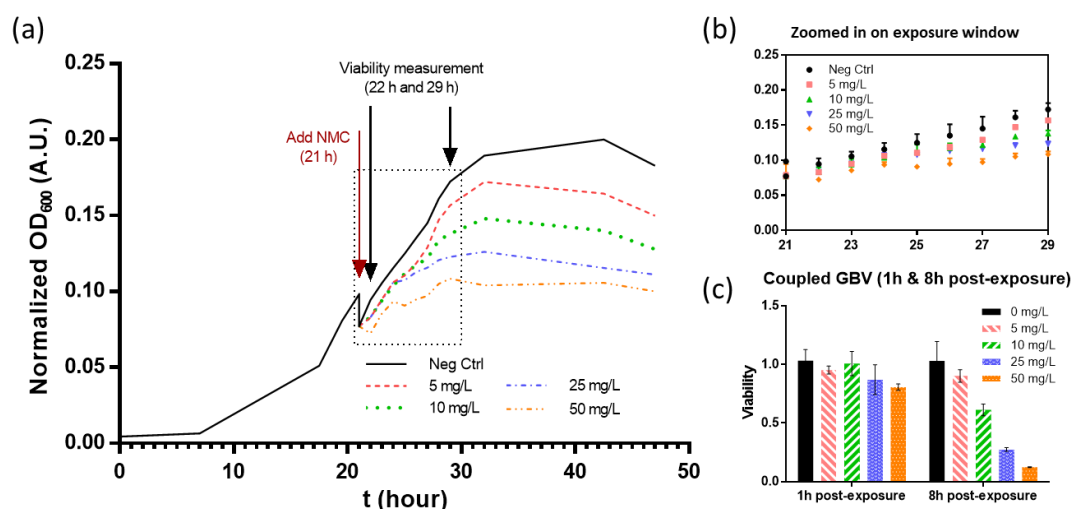 (a)
Normalized OD600 (A.U.)
0.25
0.20
0.15
0.10
0.05
0.00
Viability measurement
(22 h and 29 h)
Add NMC
(21 h)
Neg Ctrl
5 mg/L
25 mg/L
10 mg/L
50 mg/L
0
10
20
30
40
50
t (hour)
(b)
Zoomed in on exposure window
0.25
0.20
0.15
0.10
0.05
0.00
Neg Ctrl
5 mg/L
10 mg/L
25 mg/L
50 mg/L
21
23
25
27
29
(c)
Coupled GBV (1h & 8h post-exposure)
Viability
1.5
1.0
0.5
0.0
0 mg/L
5 mg/L
10 mg/L
25 mg/L
50 mg/L
1h post-exposure
8h post-exposure